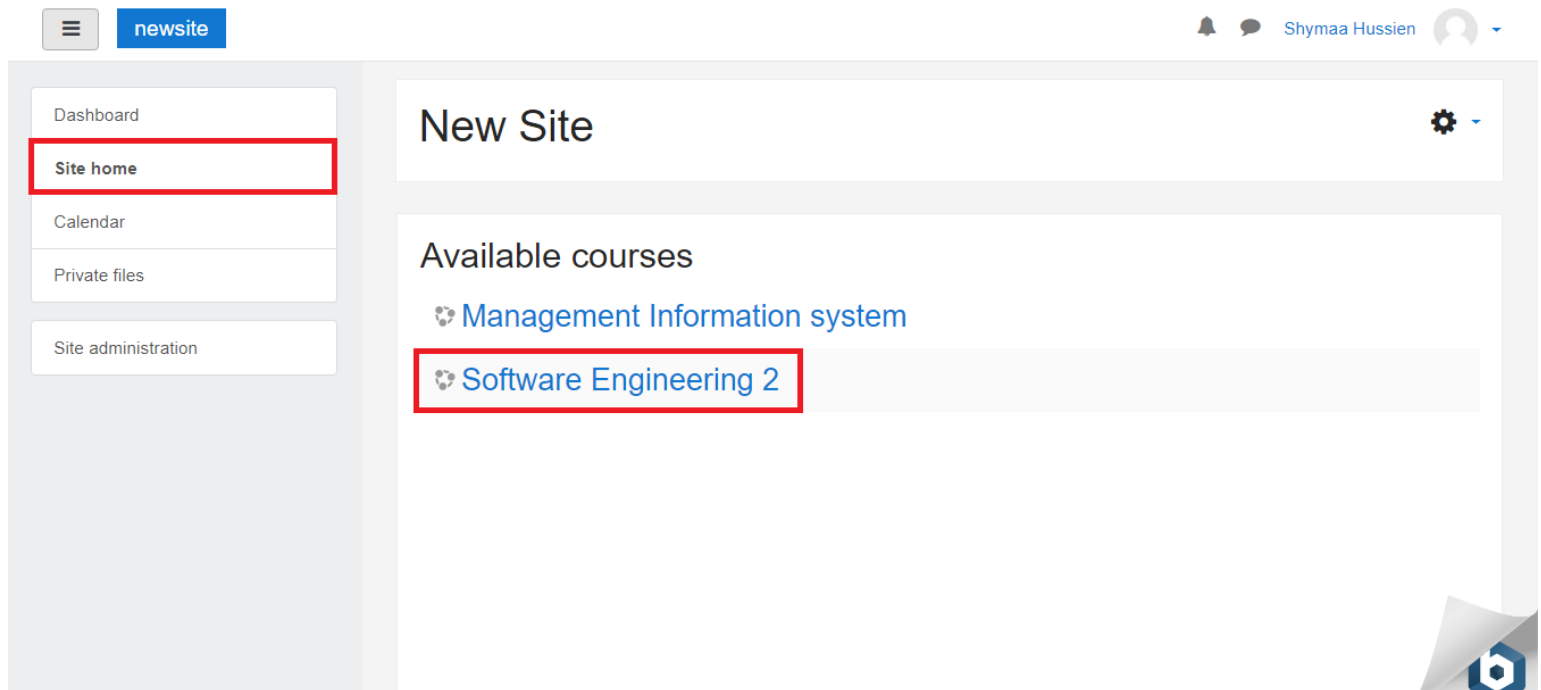 newsite
Shymaa Hussien
Dashboard
Site home
Calendar
Private files
Site administration
New Site
Available courses
Management Information system
Software Engineering 2
b